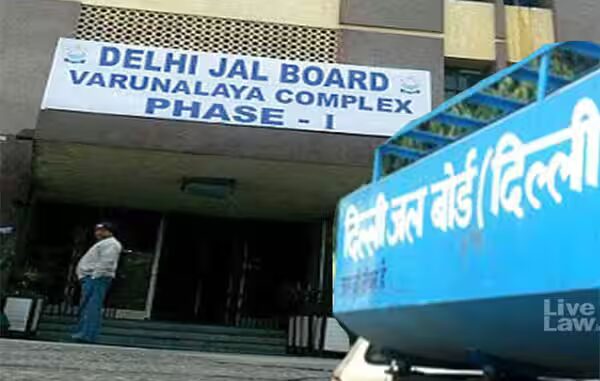 DELHI JAL BOARD
VARUNALAYA COMPLEX
PHASE - I
दिल्ली जल बोर्ड (दिल्ली
Live
Law